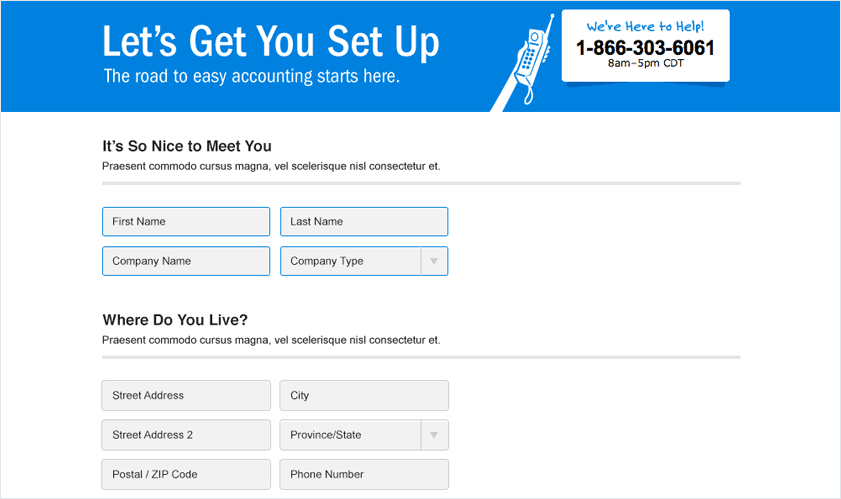 Let's Get You Set Up
The road to easy accounting starts here.
We're Here to Help!
1-866-303-6061
8am–5pm CDT
It's So Nice to Meet You
Praesent commodo cursus magna, vel scelerisque nisl consectetur et.
First Name
Last Name
Company Name
Company Type
Where Do You Live?
Praesent commodo cursus magna, vel scelerisque nisl consectetur et.
Street Address
City
Street Address 2
Province/State
Postal / ZIP Code
Phone Number